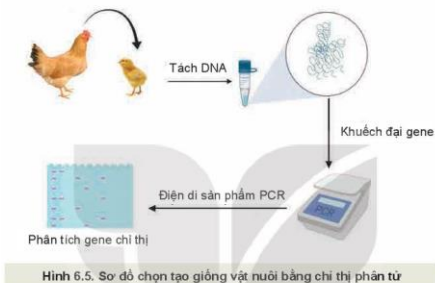 Tách DNA
Khuếch đại gene
PCR
Điện di sản phẩm PCR
Phân tích gene chỉ thị
Hình 6.5. Sơ đồ chọn tạo giống vật nuôi bằng chỉ thị phân tử